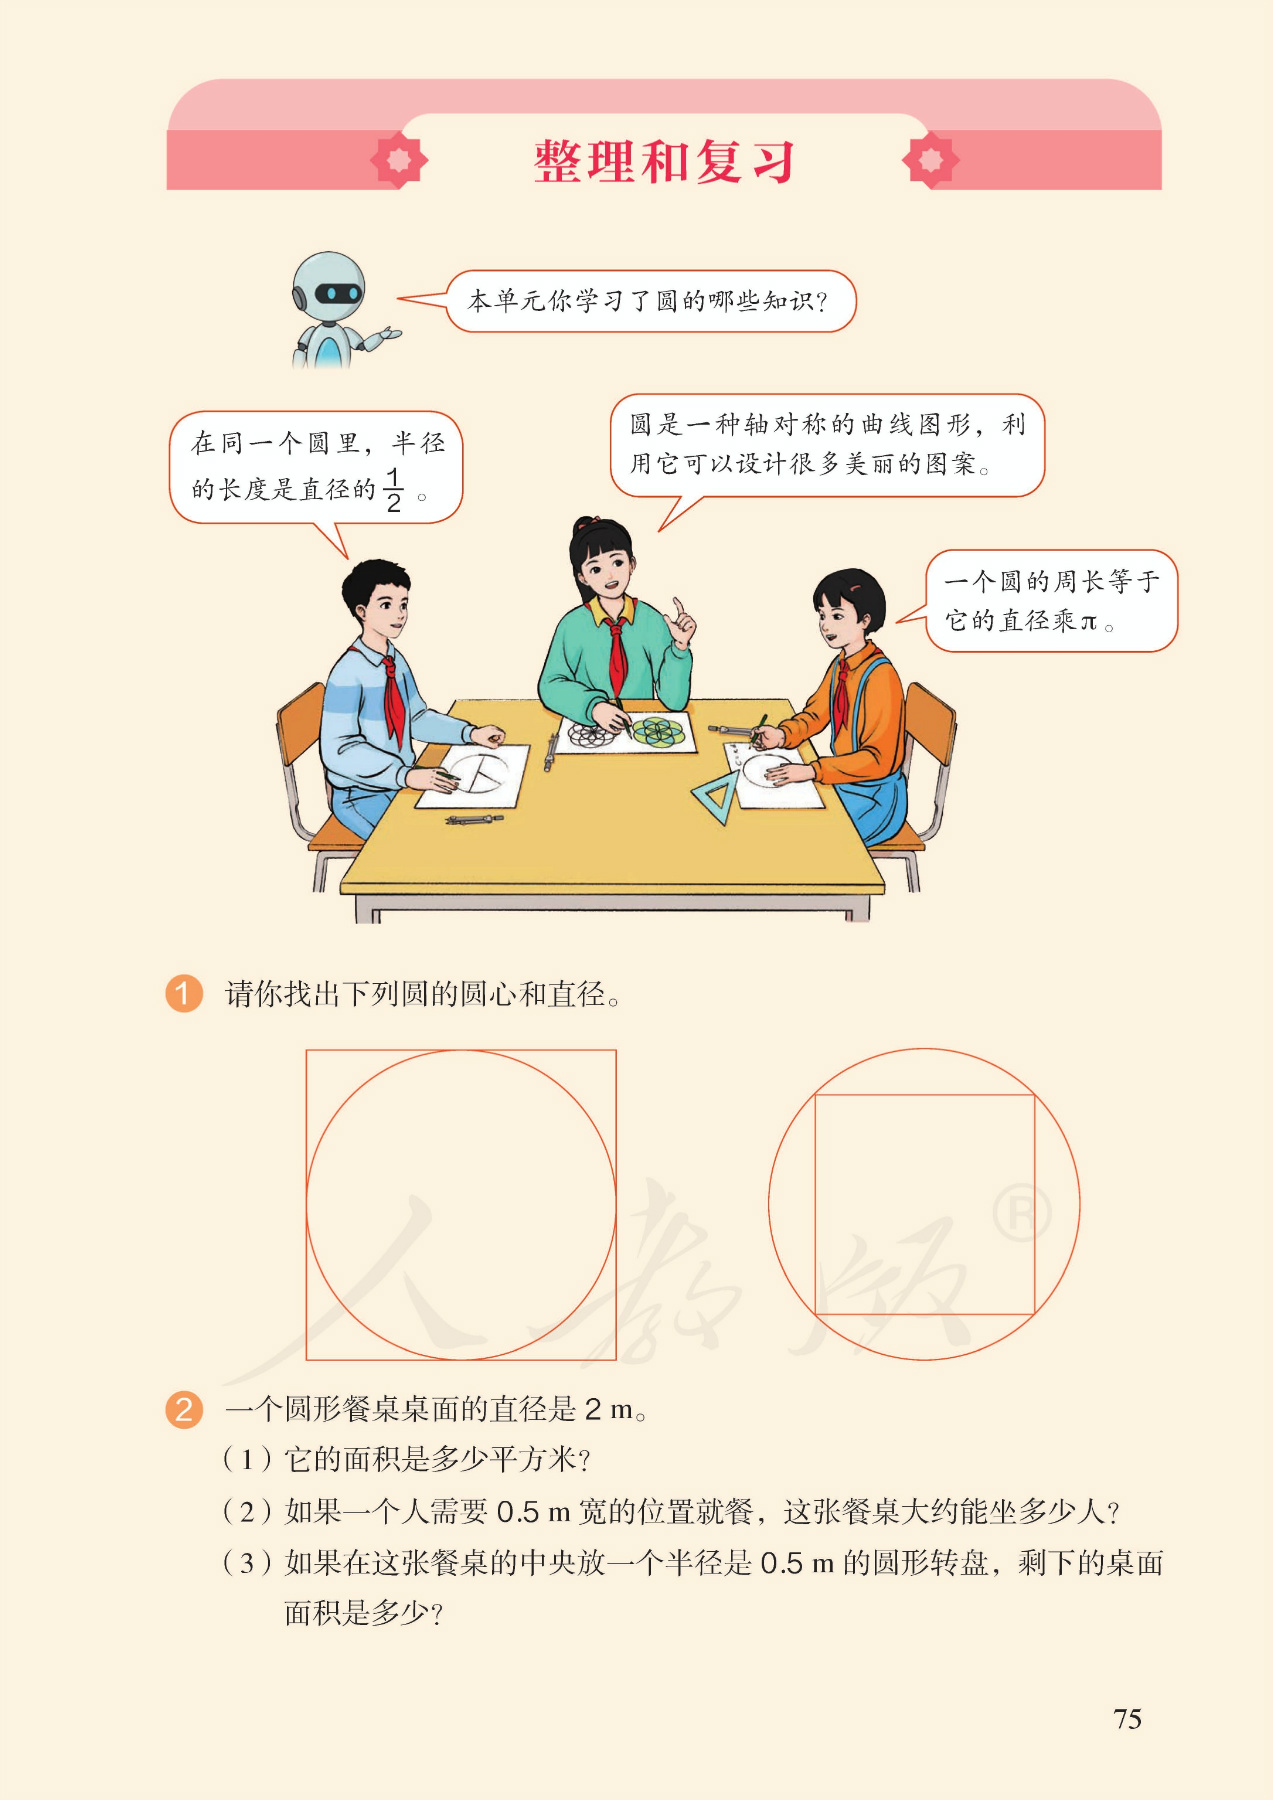 整理和复习
本单元你学习了圆的哪些知识？
在同一个圆里，半径
的长度是直径的1/2。
圆是一种轴对称的曲线图形，利
用它可以设计很多美丽的图案。
一个圆的周长等于
它的直径乘π。
1 请你找出下列圆的圆心和直径。
人教版®
2 一个圆形餐桌桌面的直径是 2 m。
（1）它的面积是多少平方米？
（2）如果一个人需要 0.5 m 宽的位置就餐，这张餐桌大约能坐多少人？
（3）如果在这张餐桌的中央放一个半径是 0.5 m 的圆形转盘，剩下的桌面
面积是多少？
75